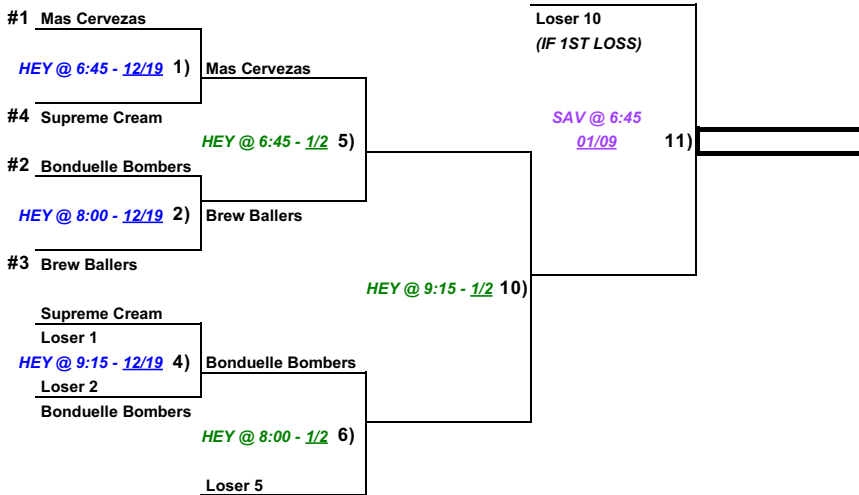 #1 Mas Cervezas
Loser 10
(IF 1ST LOSS)
HEY @ 6:45 - 12/19 1) Mas Cervezas
#4 Supreme Cream
SAV @ 6:45
HEY @ 6:45 - 1/2 5)
01/09 11)
#2 Bonduelle Bombers
HEY @ 8:00 - 12/19 2) Brew Ballers
#3 Brew Ballers
HEY @ 9:15 - 1/2 10)
Supreme Cream
Loser 1
HEY @ 9:15 - 12/19 4) Bonduelle Bombers
Loser 2
Bonduelle Bombers
HEY @ 8:00 - 1/2 6)
Loser 5